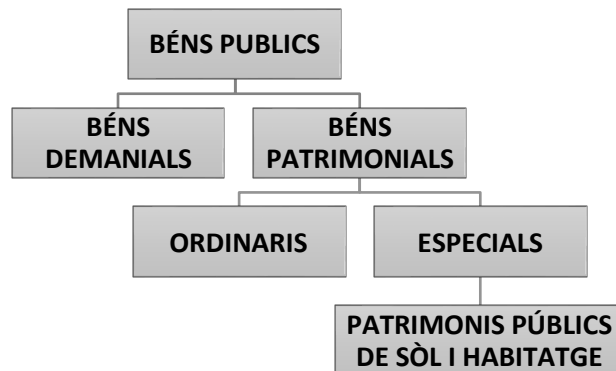 BÉNS PUBLICS
BÉNS
DEMANIALS
BÉNS
PATRIMONIALS
ORDINARIS
ESPECIALS
PATRIMONIS PÚBLICS
DE SÒL I HABITATGE